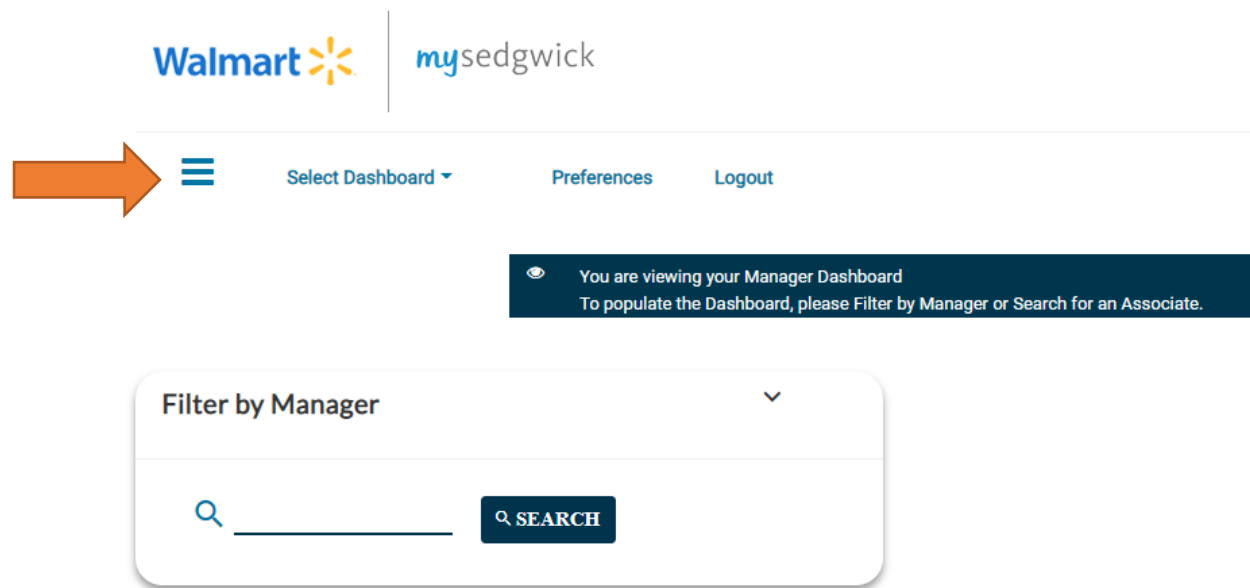 Walmart
mysedgwick
Select Dashboard
Preferences
Logout
You are viewing your Manager Dashboard
To populate the Dashboard, please Filter by Manager or Search for an Associate.
Filter by Manager
SEARCH